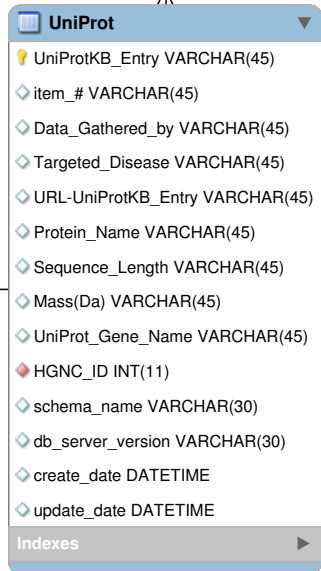 UniProt
UniProtKB_Entry VARCHAR(45)
item_# VARCHAR(45)
Data_Gathered_by VARCHAR(45)
Targeted_Disease VARCHAR(45)
URL-UniProtKB_Entry VARCHAR(45)
Protein_Name VARCHAR(45)
Sequence_Length VARCHAR(45)
Mass(Da) VARCHAR(45)
UniProt_Gene_Name VARCHAR(45)
HGNC_ID INT(11)
schema_name VARCHAR(30)
db_server_version VARCHAR(30)
create_date DATETIME
update_date DATETIME
Indexes